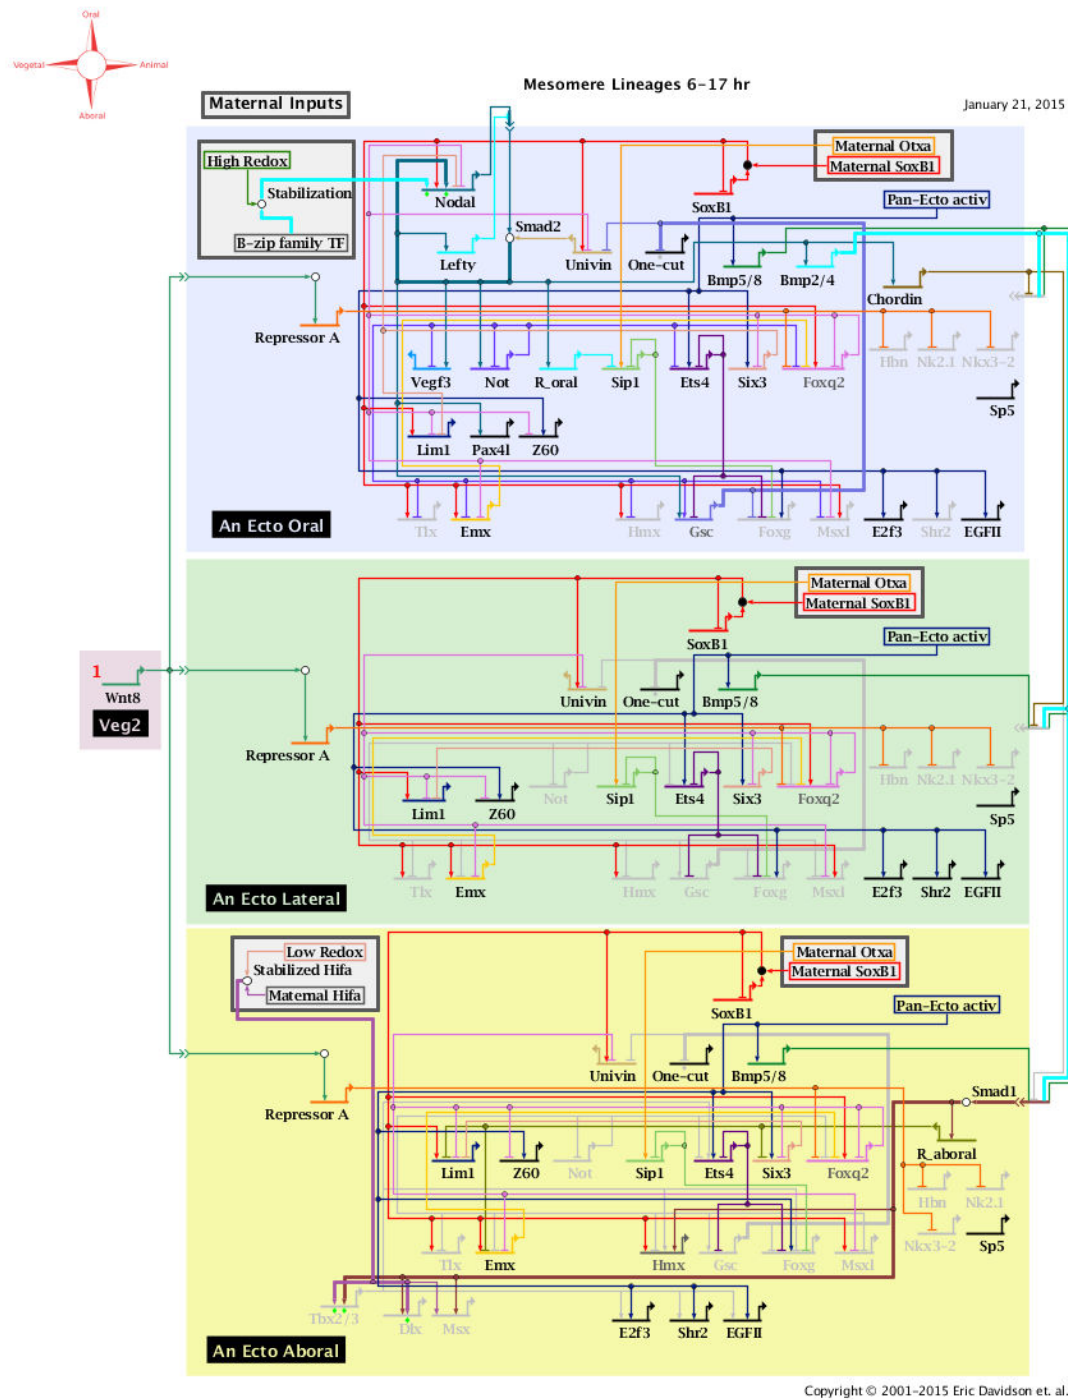 Oral
Vegetal
Animal
Aboral
Mesomere Lineages 6-17 hr
January 21, 2015
Maternal Inputs
High Redox
Stabilization
B-zip family TF
Nodal
Lefty
Smad2
Univin
One-cut
SoxB1
Maternal Otxa
Maternal SoxB1
Pan-Ecto activ
Bmp5/8
Bmp2/4
Chordin
Repressor A
Vegf3
Not
R_oral
Sip1
Ets4
Six3
Foxq2
Hbn
Nk2.1
Nkx3-2
Sp5
Lim1
Pax4l
Z60
Tlx
Emx
Hmx
Gsc
Foxg
Msxl
E2f3
Shr2
EGFII
An Ecto Oral
Maternal Otxa
Maternal SoxB1
SoxB1
Pan-Ecto activ
1
Wnt8
Veg2
Univin
One-cut
Bmp5/8
Repressor A
Lim1
Z60
Not
Sip1
Ets4
Six3
Foxq2
Hbn
Nk2.1
Nkx3-2
Sp5
Tlx
Emx
Hmx
Gsc
Foxg
Msxl
E2f3
Shr2
EGFII
An Ecto Lateral
Low Redox
Stabilized Hifa
Maternal Hifa
Maternal Otxa
Maternal SoxB1
SoxB1
Pan-Ecto activ
Univin
One-cut
Bmp5/8
Repressor A
Smad1
R_aboral
Lim1
Z60
Not
Sip1
Ets4
Six3
Foxq2
Hbn
Nk2.1
Nkx3-2
Sp5
Tlx
Emx
Hmx
Gsc
Foxg
Msxl
Tbx2/3
Dlx
Msx
E2f3
Shr2
EGFII
An Ecto Aboral
Copyright © 2001-2015 Eric Davidson et. al.